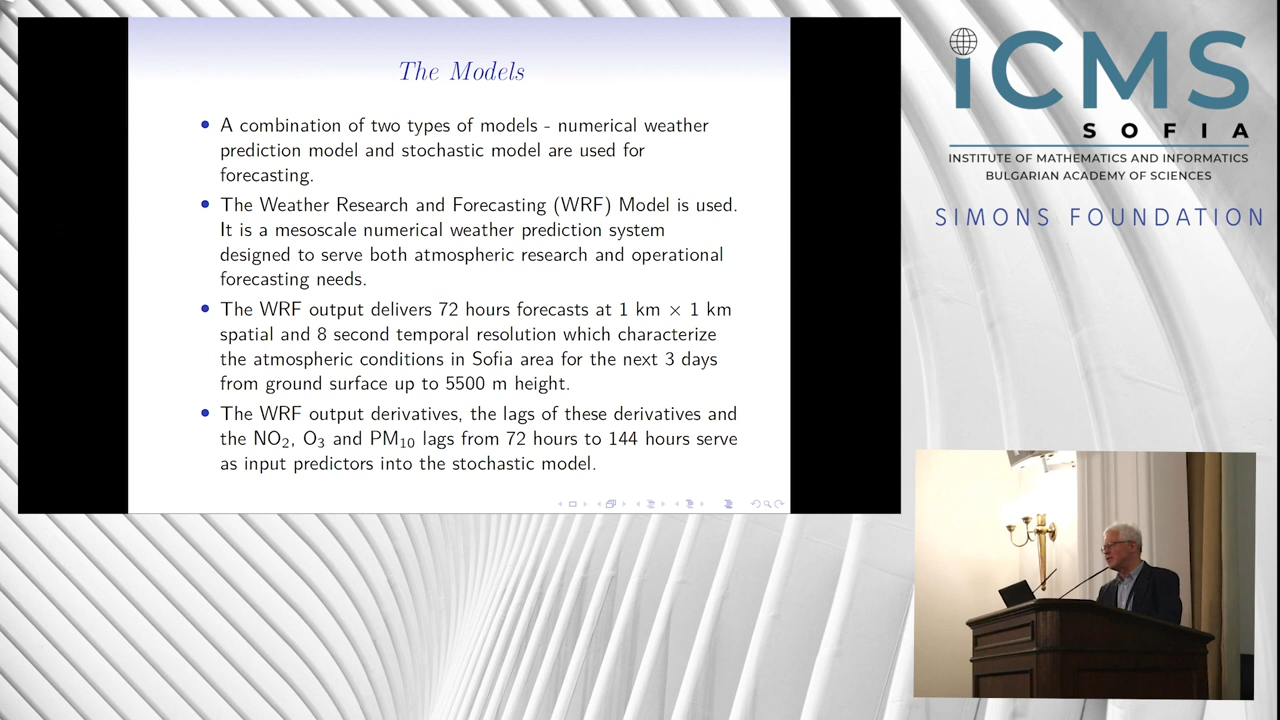 The Models
A combination of two types of models - numerical weather
prediction model and stochastic model are used for
forecasting.
The Weather Research and Forecasting (WRF) Model is used.
It is a mesoscale numerical weather prediction system
designed to serve both atmospheric research and operational
forecasting needs.
The WRF output delivers 72 hours forecasts at 1 km × 1 km
spatial and 8 second temporal resolution which characterize
the atmospheric conditions in Sofia area for the next 3 days
from ground surface up to 5500 m height.
The WRF output derivatives, the lags of these derivatives and
the NO₂, O₃ and PM₁₀ lags from 72 hours to 144 hours serve
as input predictors into the stochastic model.
iCMS
SOFIA
INSTITUTE OF MATHEMATICS AND INFORMATICS
BULGARIAN ACADEMY OF SCIENCES
SIMONS FOUNDATION